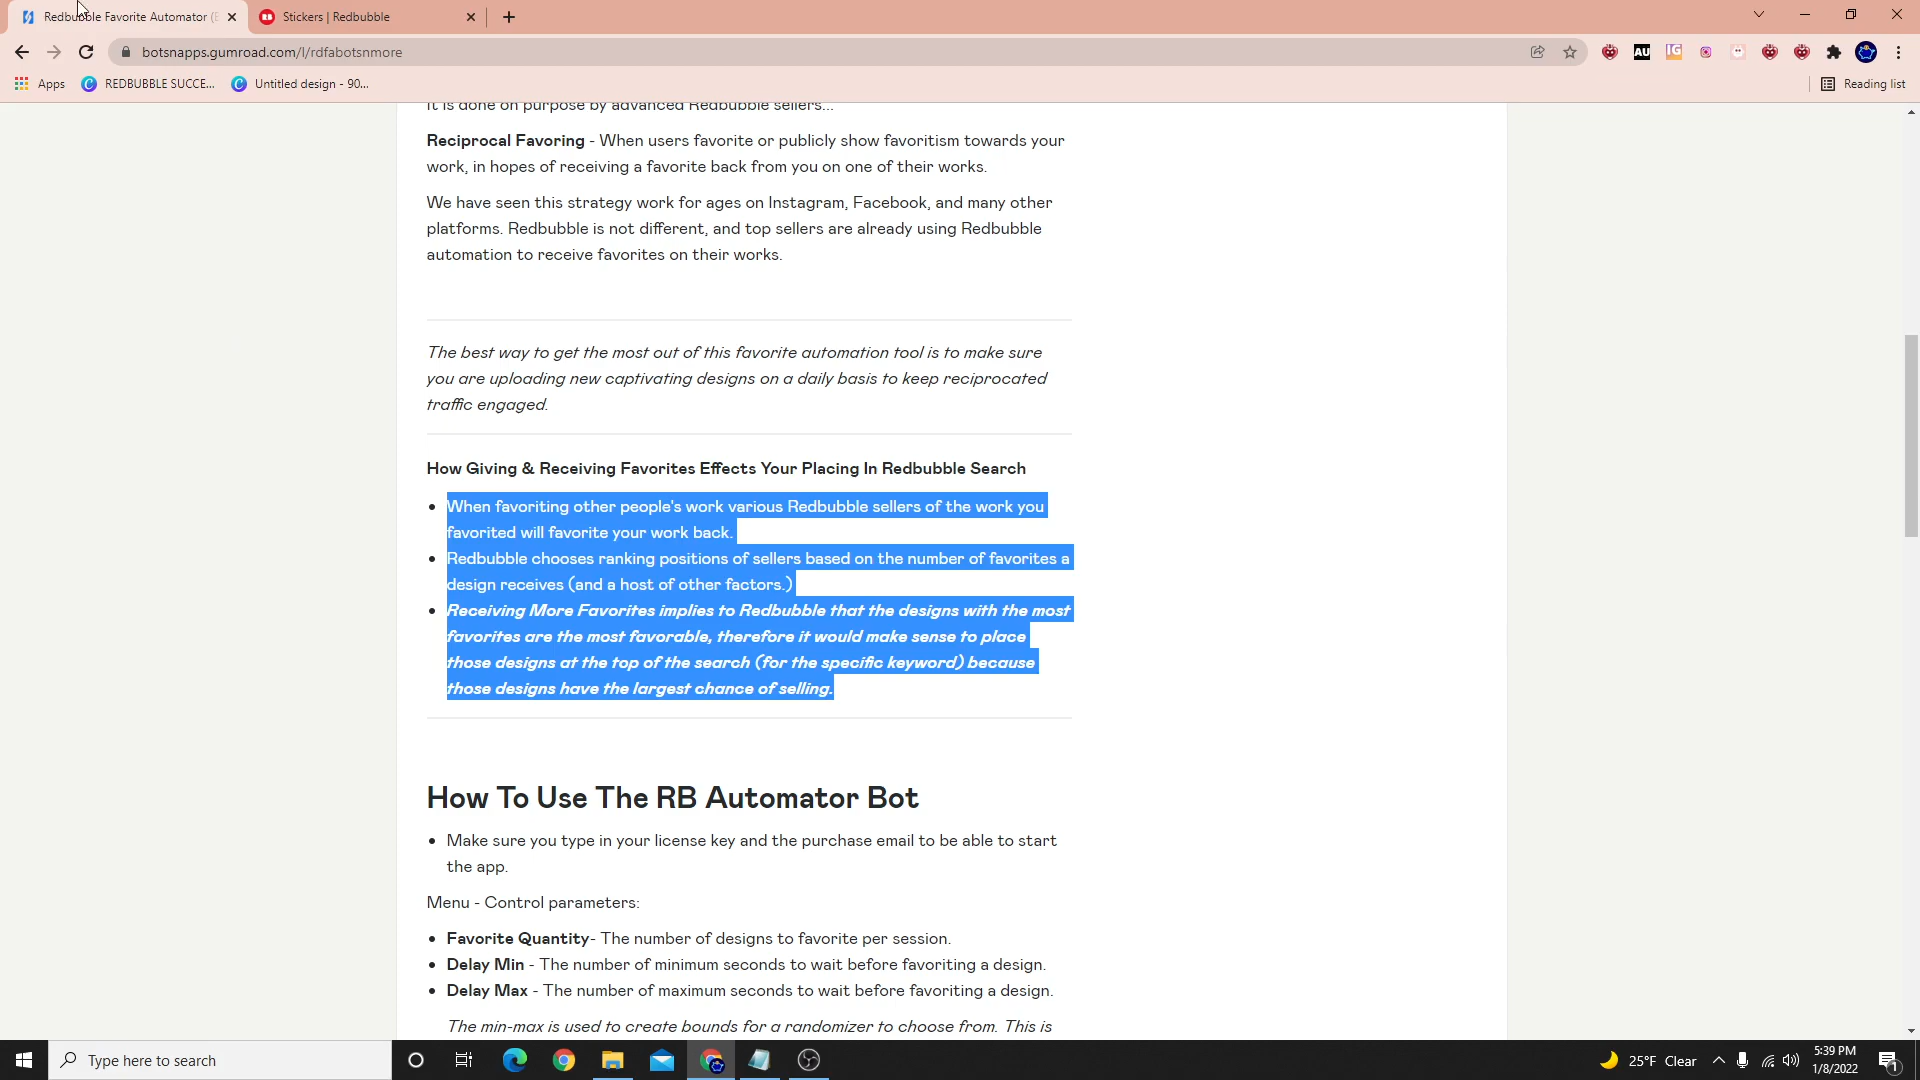 Redbubble Favorite Automator (
Stickers | Redbubble
botsnapps.gumroad.com/l/rdfabotsnmore
AU
IG
Apps
REDBUBBLE SUCCE...
Untitled design - 90...
Reading list
It is done on purpose by advanced Redbubble sellers...
Reciprocal Favoring - When users favorite or publicly show favoritism towards your
work, in hopes of receiving a favorite back from you on one of their works.
We have seen this strategy work for ages on Instagram, Facebook, and many other
platforms. Redbubble is not different, and top sellers are already using Redbubble
automation to receive favorites on their works.
The best way to get the most out of this favorite automation tool is to make sure
you are uploading new captivating designs on a daily basis to keep reciprocated
traffic engaged.
How Giving & Receiving Favorites Effects Your Placing In Redbubble Search
• When favoriting other people's work various Redbubble sellers of the work you
favorited will favorite your work back.
• Redbubble chooses ranking positions of sellers based on the number of favorites a
design receives (and a host of other factors.)
• Receiving More Favorites implies to Redbubble that the designs with the most
favorites are the most favorable, therefore it would make sense to place
those designs at the top of the search (for the specific keyword) because
those designs have the largest chance of selling.
How To Use The RB Automator Bot
• Make sure you type in your license key and the purchase email to be able to start
the app.
Menu - Control parameters:
• Favorite Quantity- The number of designs to favorite per session.
• Delay Min - The number of minimum seconds to wait before favoriting a design.
• Delay Max - The number of maximum seconds to wait before favoriting a design.
The min-max is used to create bounds for a randomizer to choose from. This is
Type here to search
25°F Clear
5:39 PM
1/8/2022
1